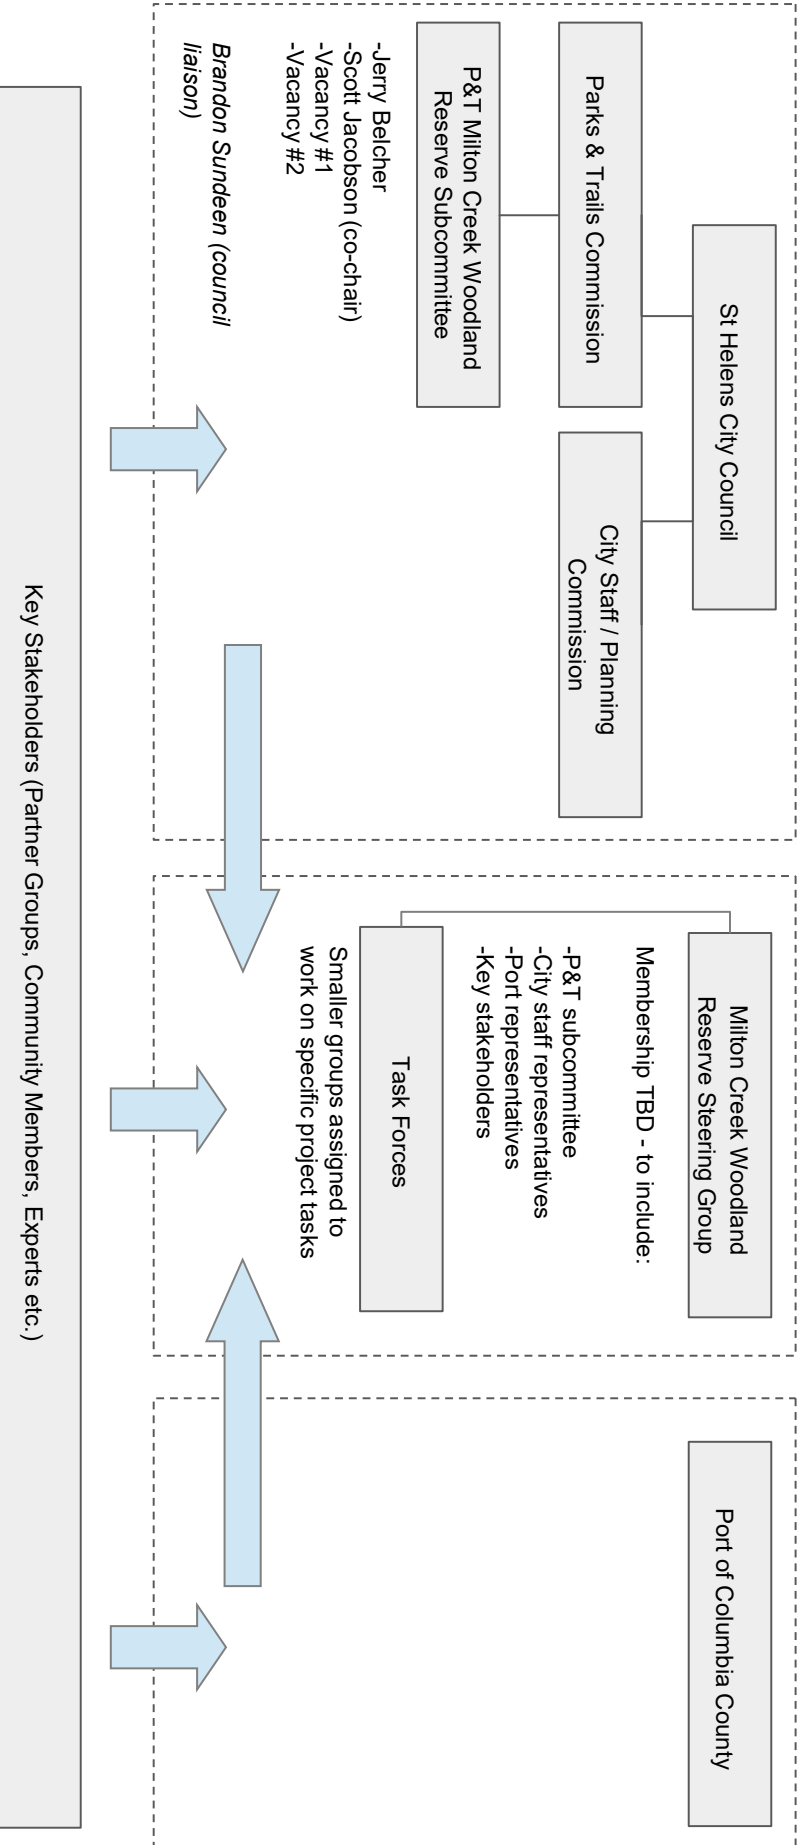 St Helens City Council
Parks & Trails Commission
City Staff / Planning
Commission
P&T Milton Creek Woodland
Reserve Subcommittee
-Jerry Belcher
-Scott Jacobson (co-chair)
-Vacancy #1
-Vacancy #2
Brandon Sundeen (council
liaison)
Milton Creek Woodland
Reserve Steering Group
Membership TBD - to include:
-P&T subcommittee
-City staff representatives
-Port representatives
-Key stakeholders
Task Forces
Smaller groups assigned to
work on specific project tasks
Port of Columbia County
Key Stakeholders (Partner Groups, Community Members, Experts etc.)